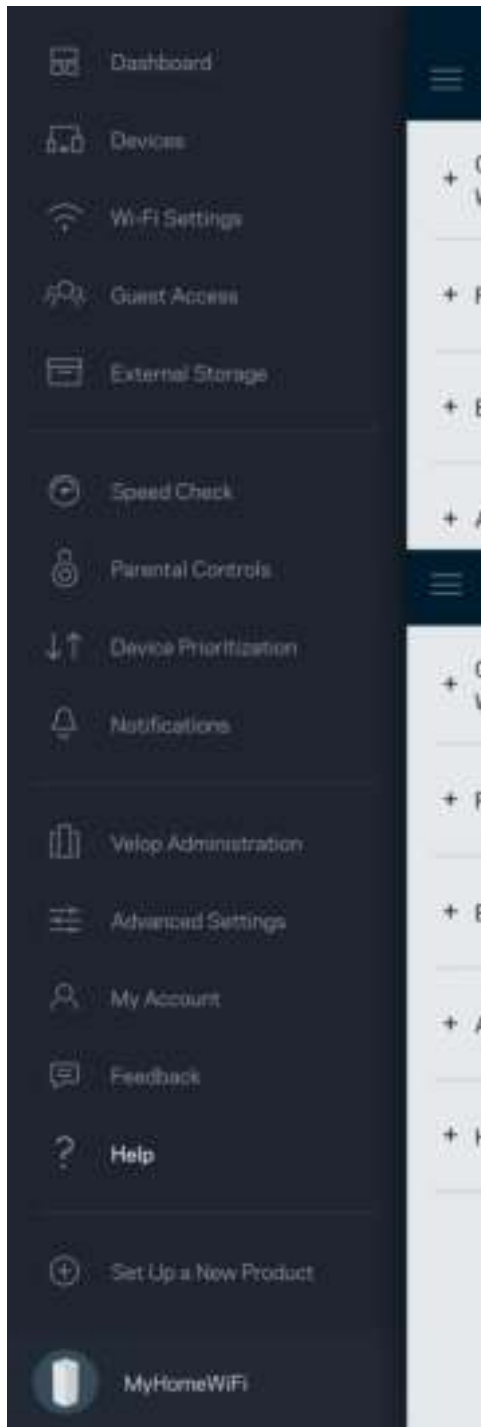 Dashboard
Devices
Wi-Fi Settings
Guest Access
External Storage
Speed Check
Parental Controls
Device Prioritization
Notifications
Velop Administration
Advanced Settings
My Account
Feedback
Help
Set Up a New Product
MyHomeWiFi